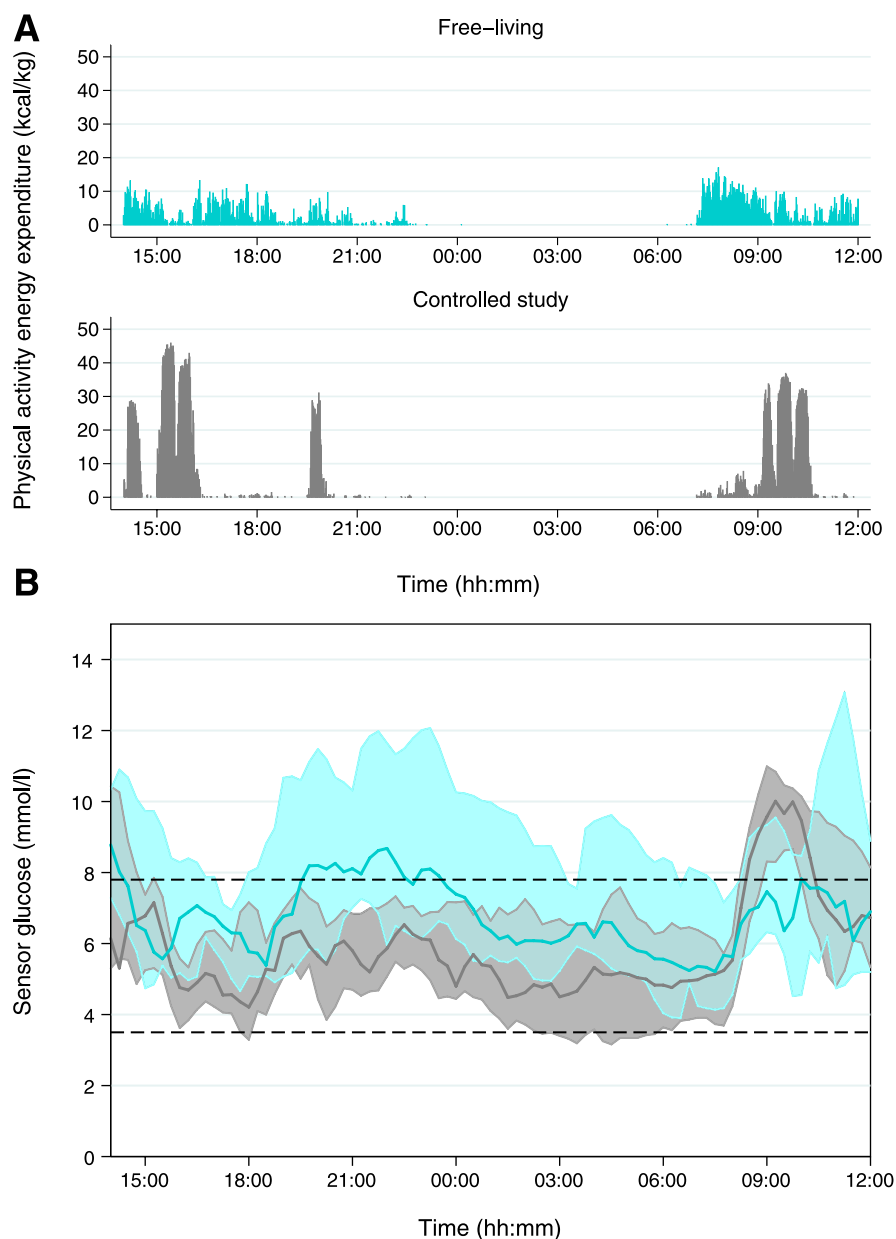 A
Free–living
Physical activity energy expenditure (kcal/kg)
50
40
30
20
10
0
15:00 18:00 21:00 00:00 03:00 06:00 09:00 12:00
Controlled study
50
40
30
20
10
0
15:00 18:00 21:00 00:00 03:00 06:00 09:00 12:00
Time (hh:mm)
B
Sensor glucose (mmol/l)
14
12
10
8
6
4
2
0
15:00 18:00 21:00 00:00 03:00 06:00 09:00 12:00
Time (hh:mm)